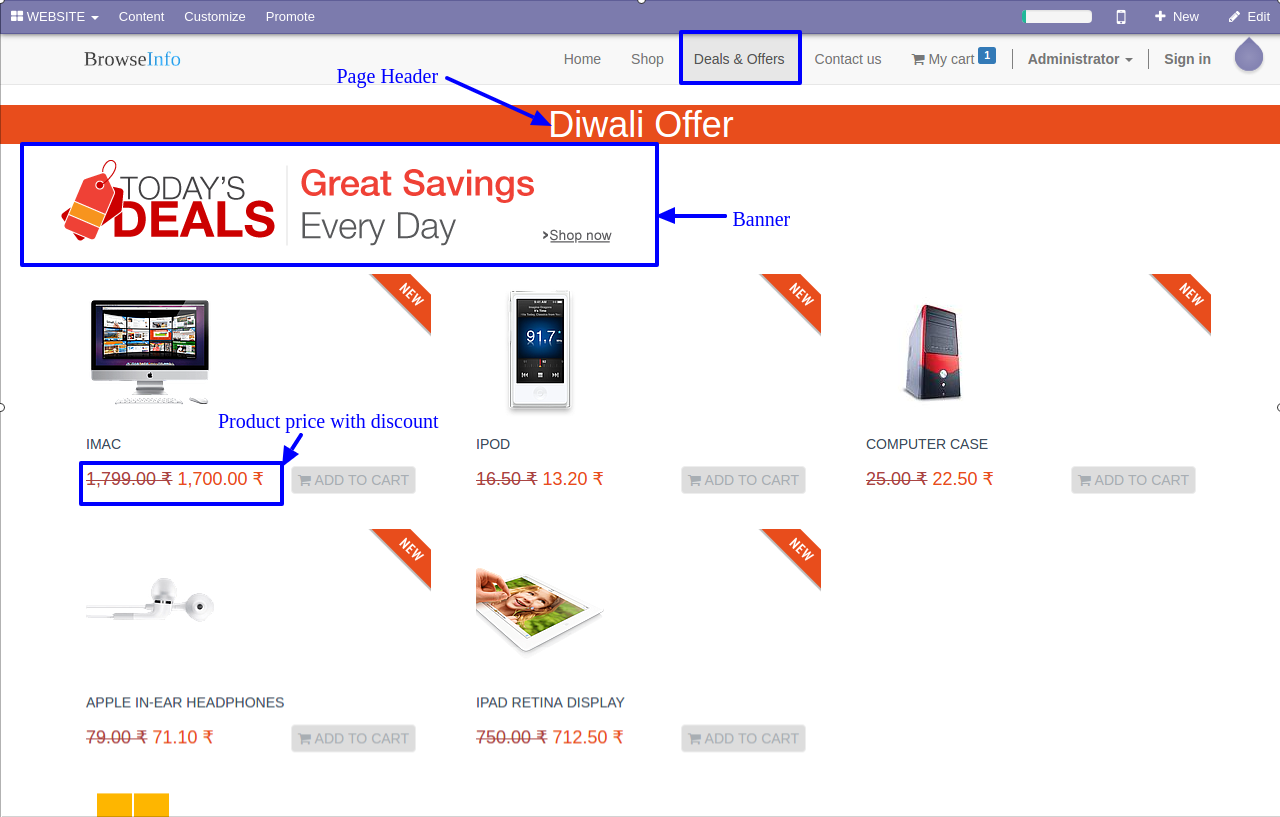 WEBSITE Content Customize Promote New Edit
BrowseInfo Home Shop Deals & Offers Contact us My cart 1 Administrator Sign in
Page Header
Diwali Offer
TODAY'S
DEALS
Great Savings
Every Day
Shop now
Banner
NEW NEW NEW
Product price with discount
IMAC IPOD COMPUTER CASE
1,799.00 ₹ 1,700.00 ₹ ADD TO CART 16.50 ₹ 13.20 ₹ ADD TO CART 25.00 ₹ 22.50 ₹ ADD TO CART
NEW NEW
APPLE IN-EAR HEADPHONES IPAD RETINA DISPLAY
79.00 ₹ 71.10 ₹ ADD TO CART 750.00 ₹ 712.50 ₹ ADD TO CART